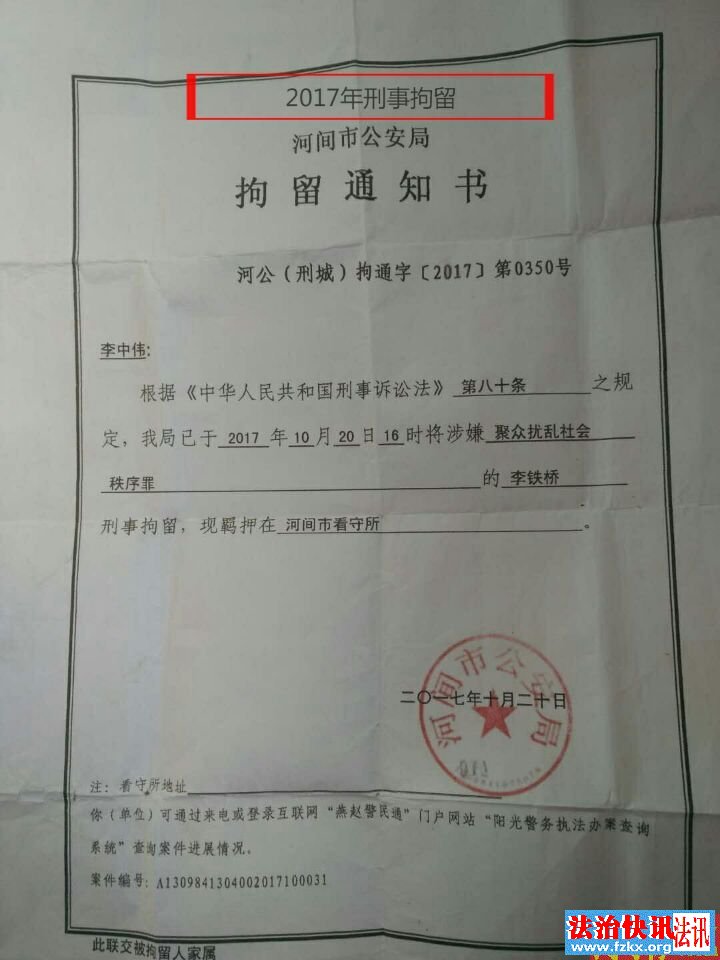 2017年刑事拘留
河间市公安局
拘留通知书
河公（刑城）拘通字〔2017〕第0350号
李中伟:
根据《中华人民共和国刑事诉讼法》第八十条之规
定，我局已于2017年10月20日16时将涉嫌聚众扰乱社会
秩序罪的李铁桥
刑事拘留，现羁押在河间市看守所。
河间市公安局
二〇一七年十月二十日
注：看守所地址
你（单位）可通过来电或登录互联网“燕赵警民通”门户网站“阳光警务执法办案查询
系统”查询案件进展情况。
案件编号：A1309841304002017100031
此联交被拘留人家属
法治快讯 法讯
www.fzkx.org